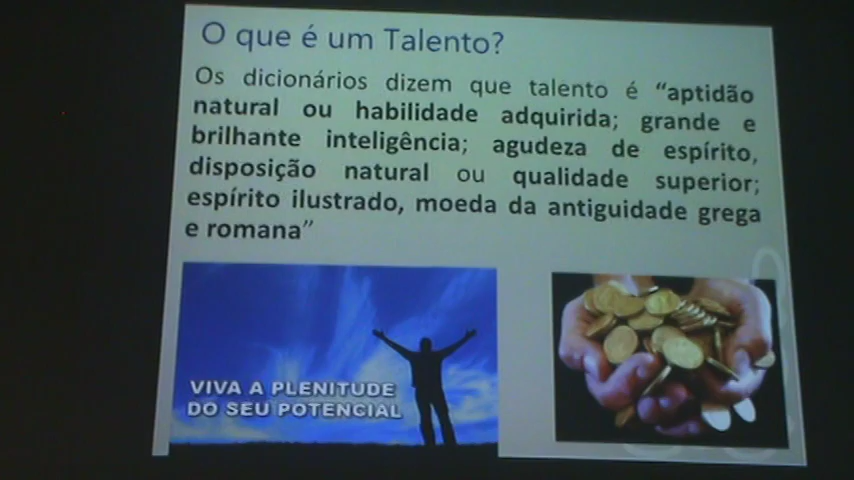 O que é um Talento?
Os dicionários dizem que talento é “aptidão
natural ou habilidade adquirida; grande e
brilhante inteligência; agudeza de espírito,
disposição natural ou qualidade superior;
espírito ilustrado, moeda da antiguidade grega
e romana”
VIVA A PLENITUDE
DO SEU POTENCIAL